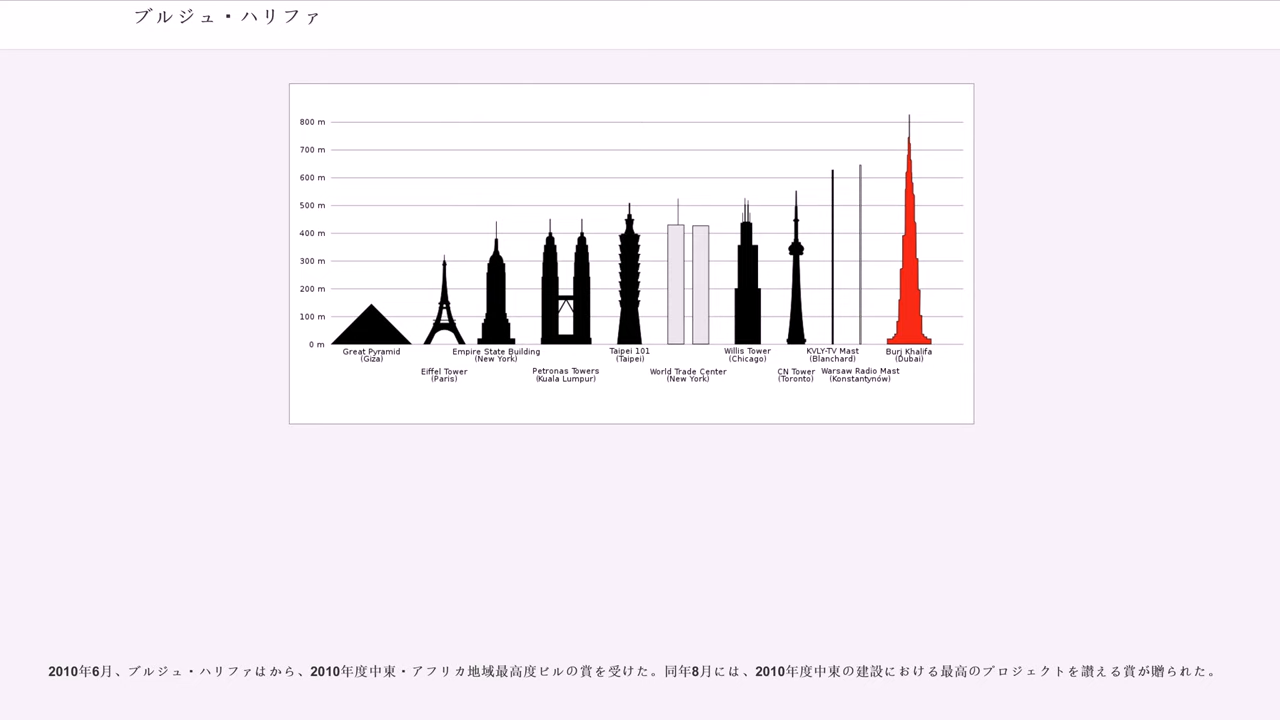 ブルジュ・ハリファ
800 m
700 m
600 m
500 m
400 m
300 m
200 m
100 m
0 m
Great Pyramid
(Giza)
Eiffel Tower
(Paris)
Empire State Building
(New York)
Petronas Towers
(Kuala Lumpur)
Taipei 101
(Taipei)
World Trade Center
(New York)
Willis Tower
(Chicago)
CN Tower
(Toronto)
KVLY-TV Mast
(Blanchard)
Warsaw Radio Mast
(Konstantynów)
Burj Khalifa
(Dubai)
2010年6月、ブルジュ・ハリファはから、2010年度中東・アフリカ地域最高度ビルの賞を受けた。同年8月には、2010年度中東の建設における最高のプロジェクトを讃える賞が贈られた。